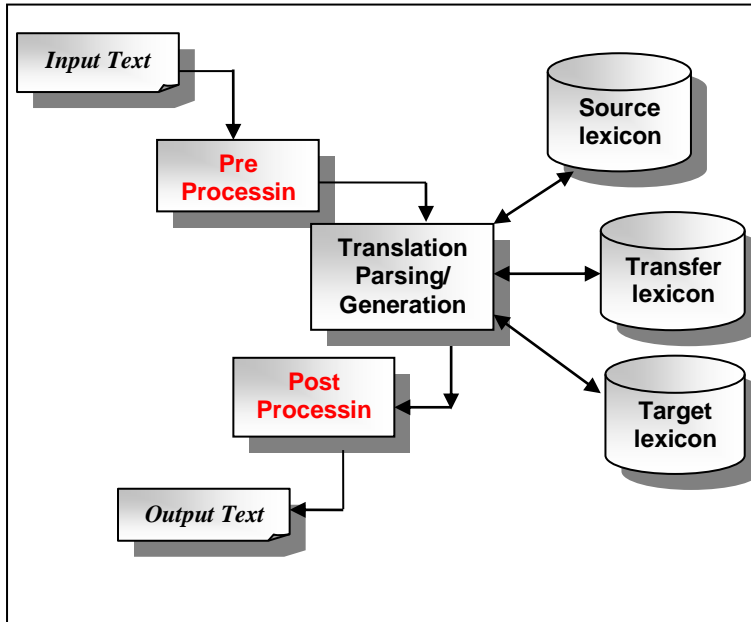 Input Text
Pre
Processin
Source
lexicon
Translation
Parsing/
Generation
Transfer
lexicon
Post
Processin
Target
lexicon
Output Text